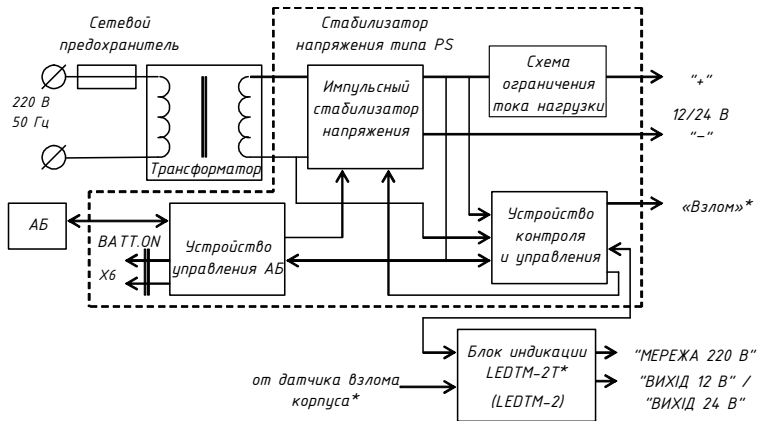 Сетевой
предохранитель
Стабилизатор
напряжения типа PS
220 В
50 Гц
Трансформатор
Импульсный
стабилизатор
напряжения
Схема
ограничения
тока нагрузки
"+"
12/24 В
"−"
АБ
BATT.ON
X6
Устройство
управления АБ
Устройство
контроля
и управления
«Взлом»*
от датчика взлома
корпуса*
Блок индикации
LEDTM-2T*
(LEDTM-2)
"МЕРЕЖА 220 В"
"ВИХІД 12 В" /
"ВИХІД 24 В"